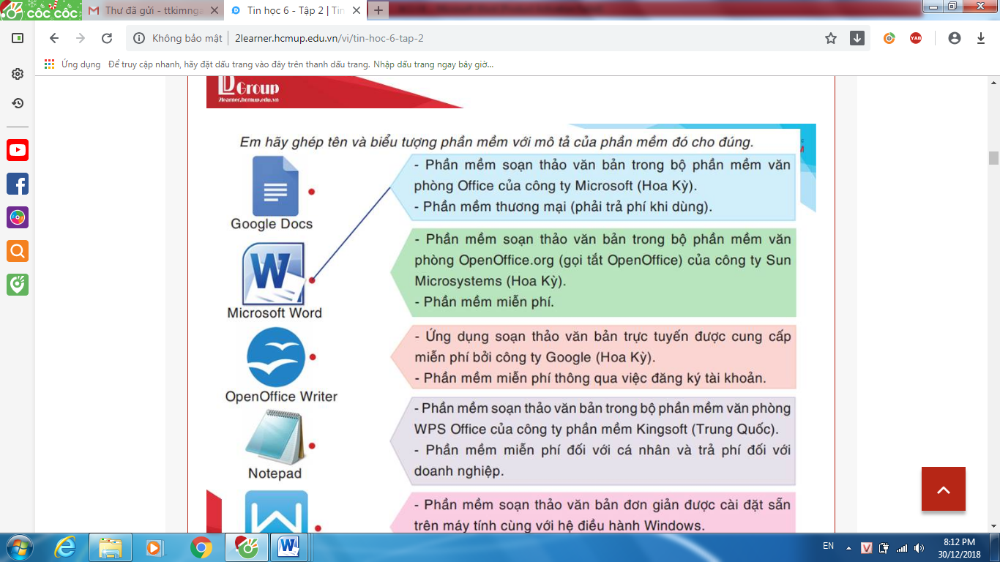 cốc cốc
Thư đã gửi - ttkimnga
Tin học 6 - Tập 2 | Tin
Không bảo mật
2learner.hcmup.edu.vn/vi/tin-hoc-6-tap-2
YAB
Ứng dụng
Để truy cập nhanh, hãy đặt dấu trang vào đây trên thanh dấu trang. Nhập dấu trang ngay bây giờ...
Group
2learner.hcmup.edu.vn
Em hãy ghép tên và biểu tượng phần mềm với mô tả của phần mềm đó cho đúng.
Google Docs
- Phần mềm soạn thảo văn bản trong bộ phần mềm văn
phòng Office của công ty Microsoft (Hoa Kỳ).
- Phần mềm thương mại (phải trả phí khi dùng).
W
Microsoft Word
- Phần mềm soạn thảo văn bản trong bộ phần mềm văn
phòng OpenOffice.org (gọi tắt OpenOffice) của công ty Sun
Microsystems (Hoa Kỳ).
- Phần mềm miễn phí.
OpenOffice Writer
- Ứng dụng soạn thảo văn bản trực tuyến được cung cấp
miễn phí bởi công ty Google (Hoa Kỳ).
- Phần mềm miễn phí thông qua việc đăng ký tài khoản.
Notepad
- Phần mềm soạn thảo văn bản trong bộ phần mềm văn phòng
WPS Office của công ty phần mềm Kingsoft (Trung Quốc).
- Phần mềm miễn phí đối với cá nhân và trả phí đối với
doanh nghiệp.
W
- Phần mềm soạn thảo văn bản đơn giản được cài đặt sẵn
trên máy tính cùng với hệ điều hành Windows.
EN
8:12 PM
30/12/2018